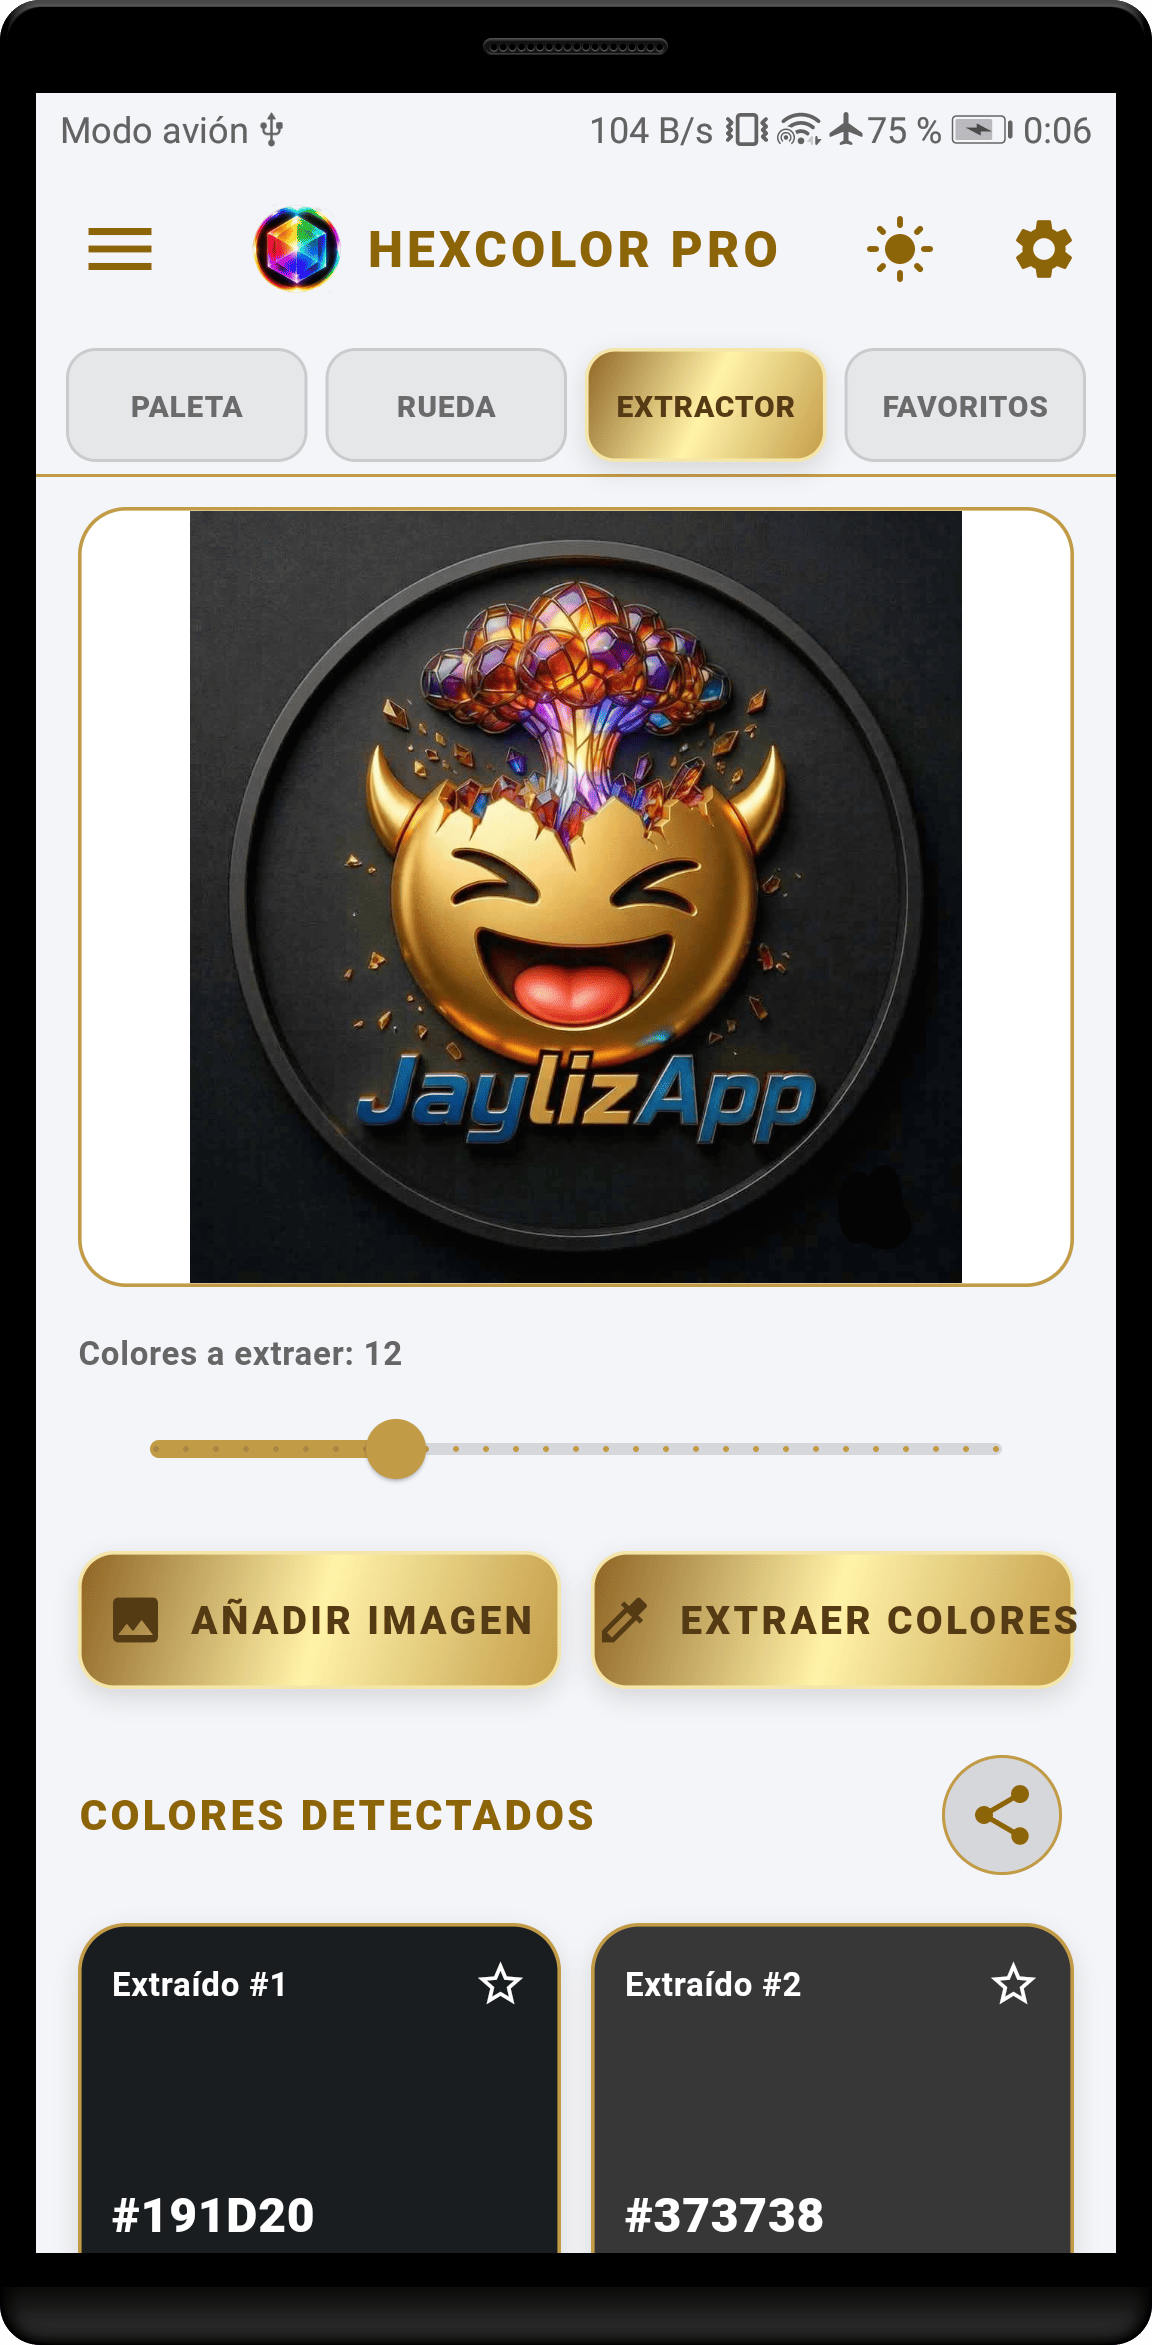 Modo avión 104 B/s 75 % 0:06
HEXCOLOR PRO
PALETA RUEDA EXTRACTOR FAVORITOS
JaylizApp
Colores a extraer: 12
AÑADIR IMAGEN EXTRAER COLORES
COLORES DETECTADOS
Extraído #1 Extraído #2
#191D20 #373738